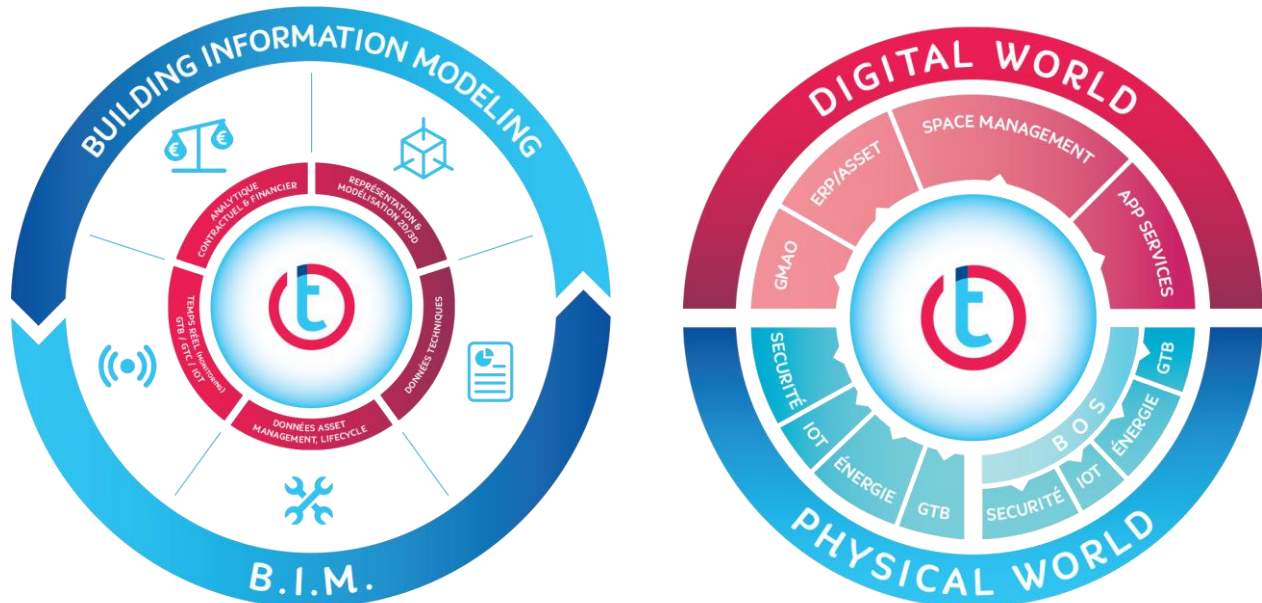 BUILDING INFORMATION MODELING
ANALYTIQUE
CONTRACTUEL & FINANCIER
REPRÉSENTATION &
MODÉLISATION 2D/3D
TEMPS RÉEL (MONITORING)
GTB / GTC / IOT
DONNÉES TECHNIQUES
DONNÉES ASSET
MANAGEMENT, LIFECYCLE
t
B.I.M.
DIGITAL WORLD
GMAO
ERP/ASSET
SPACE MANAGEMENT
APP SERVICES
t
SECURITÉ
IOT
ÉNERGIE
GTB
BOS
SECURITÉ
IOT
ÉNERGIE
GTB
PHYSICAL WORLD